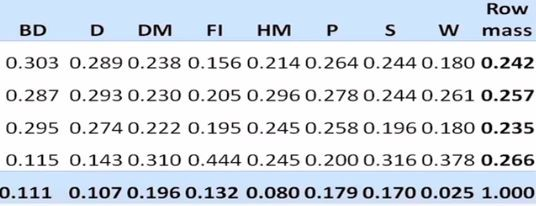 Row
BD D DM FI HM P S W mass
0.303 0.289 0.238 0.156 0.214 0.264 0.244 0.180 0.242
0.287 0.293 0.230 0.205 0.296 0.278 0.244 0.261 0.257
0.295 0.274 0.222 0.195 0.245 0.258 0.196 0.180 0.235
0.115 0.143 0.310 0.444 0.245 0.200 0.316 0.378 0.266
0.111 0.107 0.196 0.132 0.080 0.179 0.170 0.025 1.000